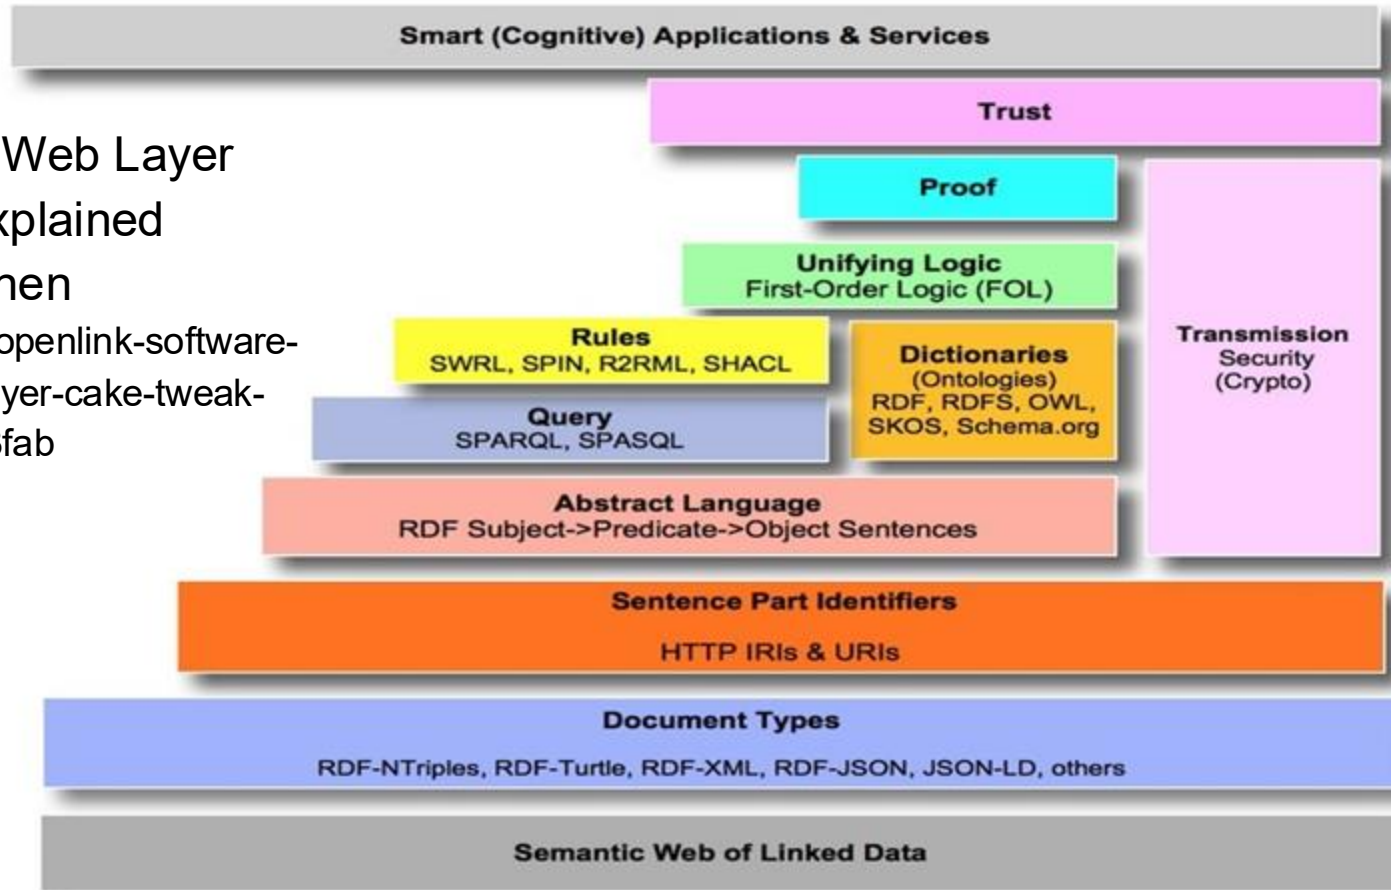 Smart (Cognitive) Applications & Services
Trust
Web Layer
xplained
nen
openlink-software-
yer-cake-tweak-
fab
Proof
Unifying Logic
First-Order Logic (FOL)
Rules
SWRL, SPIN, R2RML, SHACL
Query
SPARQL, SPASQL
Dictionaries
(Ontologies)
RDF, RDFS, OWL,
SKOS, Schema.org
Transmission
Security
(Crypto)
Abstract Language
RDF Subject->Predicate->Object Sentences
Sentence Part Identifiers
HTTP IRIs & URIs
Document Types
RDF-NTriples, RDF-Turtle, RDF-XML, RDF-JSON, JSON-LD, others
Semantic Web of Linked Data